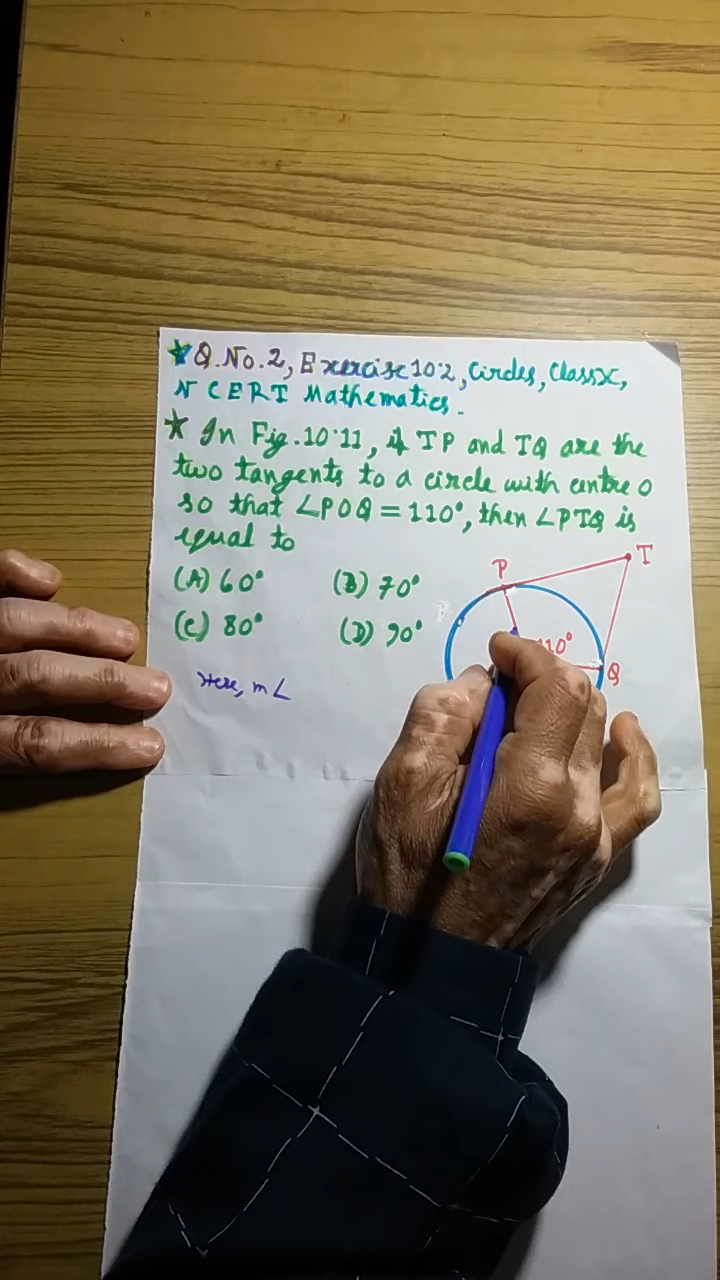 ★ Q. No. 2, Exercise 10.2, Circles, Class X,
NCERT Mathematics.
★ In Fig. 10.11, if TP and TQ are the
two tangents to a circle with centre O
so that ∠POQ = 110°, then ∠PTQ is
equal to
(A) 60° (B) 70°
(C) 80° (D) 90°
T
P
110°
Q
Here, m∠